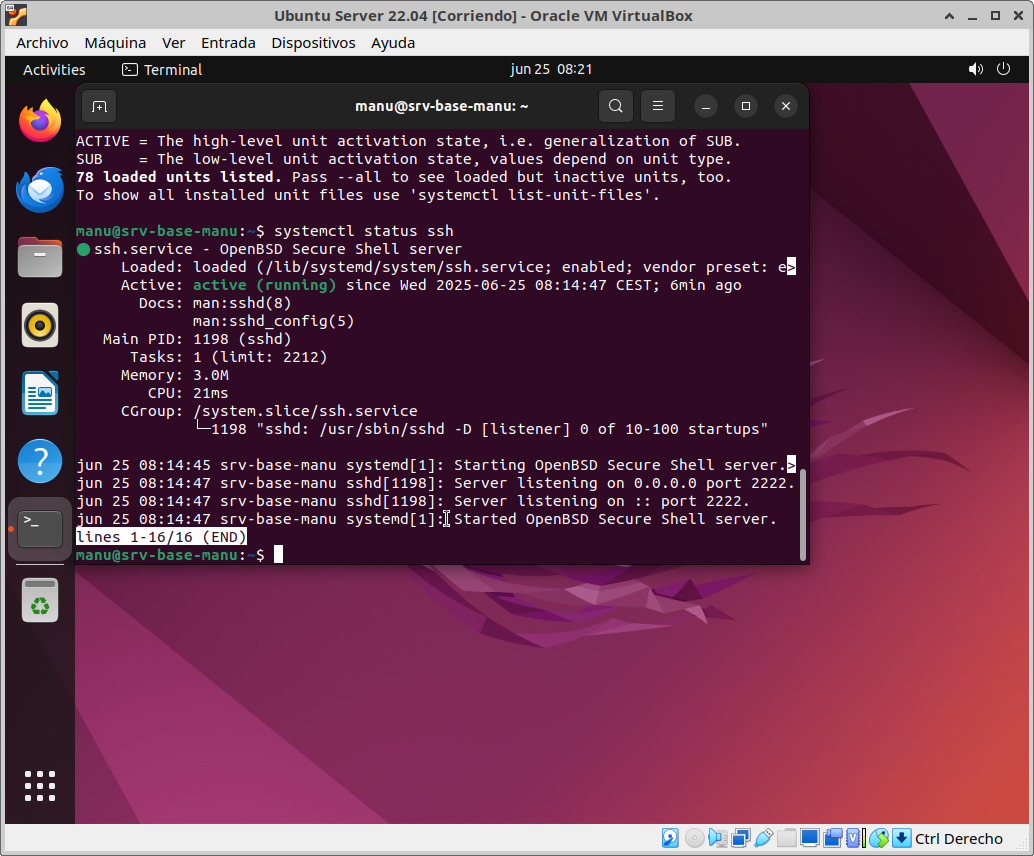 Ubuntu Server 22.04 [Corriendo] - Oracle VM VirtualBox
Archivo Máquina Ver Entrada Dispositivos Ayuda
Activities Terminal jun 25 08:21
manu@srv-base-manu: ~
ACTIVE = The high-level unit activation state, i.e. generalization of SUB.
SUB    = The low-level unit activation state, values depend on unit type.
78 loaded units listed. Pass --all to see loaded but inactive units, too.
To show all installed unit files use 'systemctl list-unit-files'.
manu@srv-base-manu:~$ systemctl status ssh
● ssh.service - OpenBSD Secure Shell server
     Loaded: loaded (/lib/systemd/system/ssh.service; enabled; vendor preset: e>
     Active: active (running) since Wed 2025-06-25 08:14:47 CEST; 6min ago
       Docs: man:sshd(8)
             man:sshd_config(5)
   Main PID: 1198 (sshd)
      Tasks: 1 (limit: 2212)
     Memory: 3.0M
        CPU: 21ms
     CGroup: /system.slice/ssh.service
             └─1198 "sshd: /usr/sbin/sshd -D [listener] 0 of 10-100 startups"
jun 25 08:14:45 srv-base-manu systemd[1]: Starting OpenBSD Secure Shell server.>
jun 25 08:14:47 srv-base-manu sshd[1198]: Server listening on 0.0.0.0 port 2222.
jun 25 08:14:47 srv-base-manu sshd[1198]: Server listening on :: port 2222.
jun 25 08:14:47 srv-base-manu systemd[1]: Started OpenBSD Secure Shell server.
lines 1-16/16 (END)
manu@srv-base-manu:~$
Ctrl Derecho